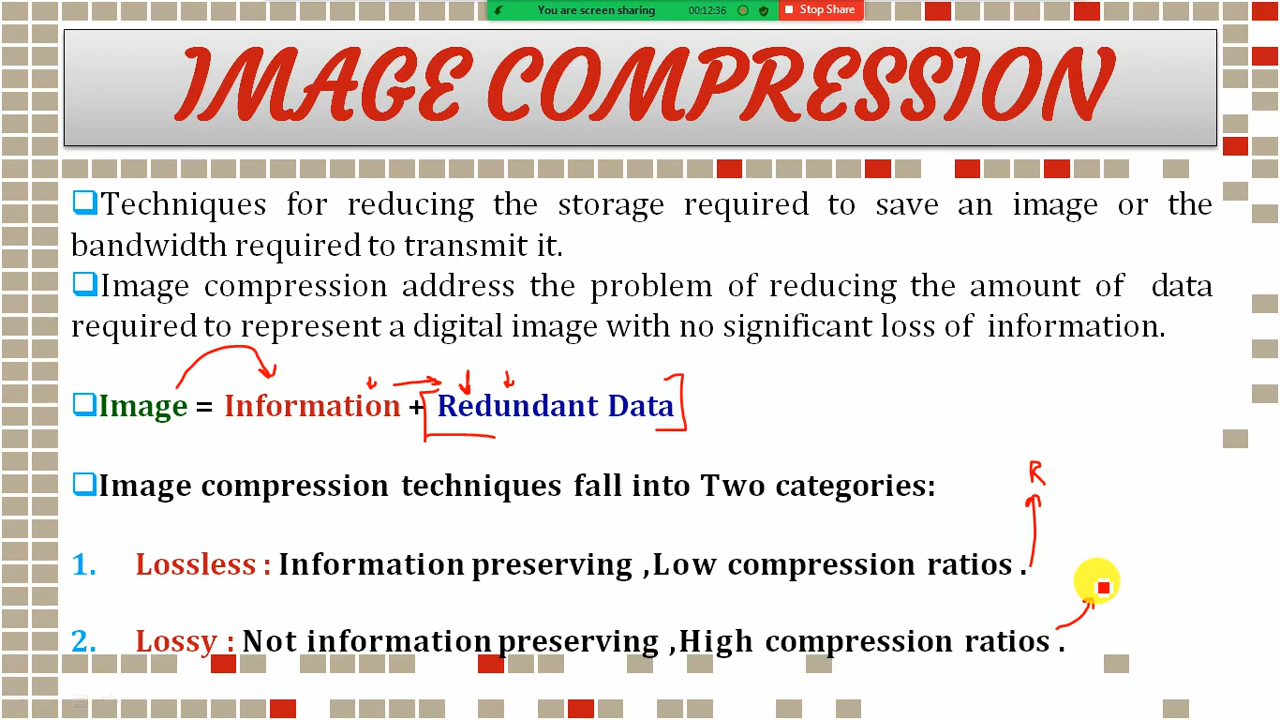 You are screen sharing 00:12:36 Stop Share
IMAGE COMPRESSION
Techniques for reducing the storage required to save an image or the
bandwidth required to transmit it.
Image compression address the problem of reducing the amount of data
required to represent a digital image with no significant loss of information.
Image = Information + Redundant Data
R
Image compression techniques fall into Two categories:
1. Lossless : Information preserving ,Low compression ratios .
2. Lossy : Not information preserving ,High compression ratios .